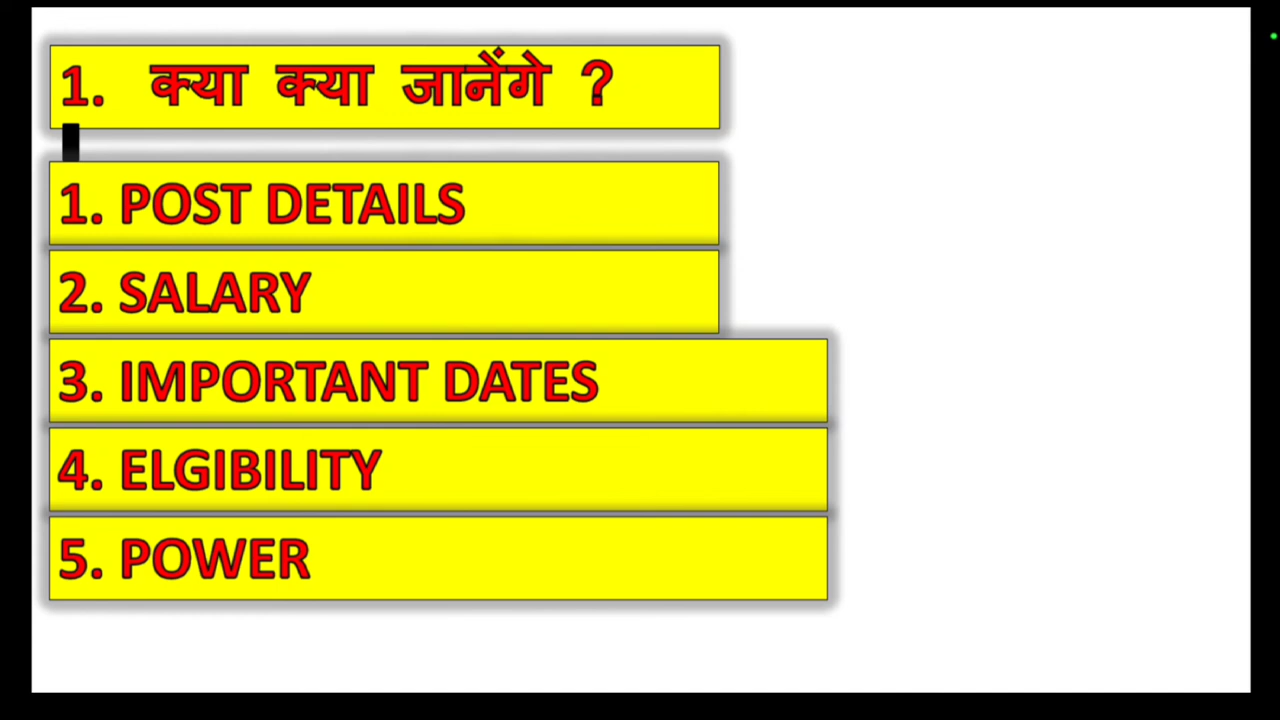 1. क्या क्या जानेंगे ?
1. POST DETAILS
2. SALARY
3. IMPORTANT DATES
4. ELGIBILITY
5. POWER